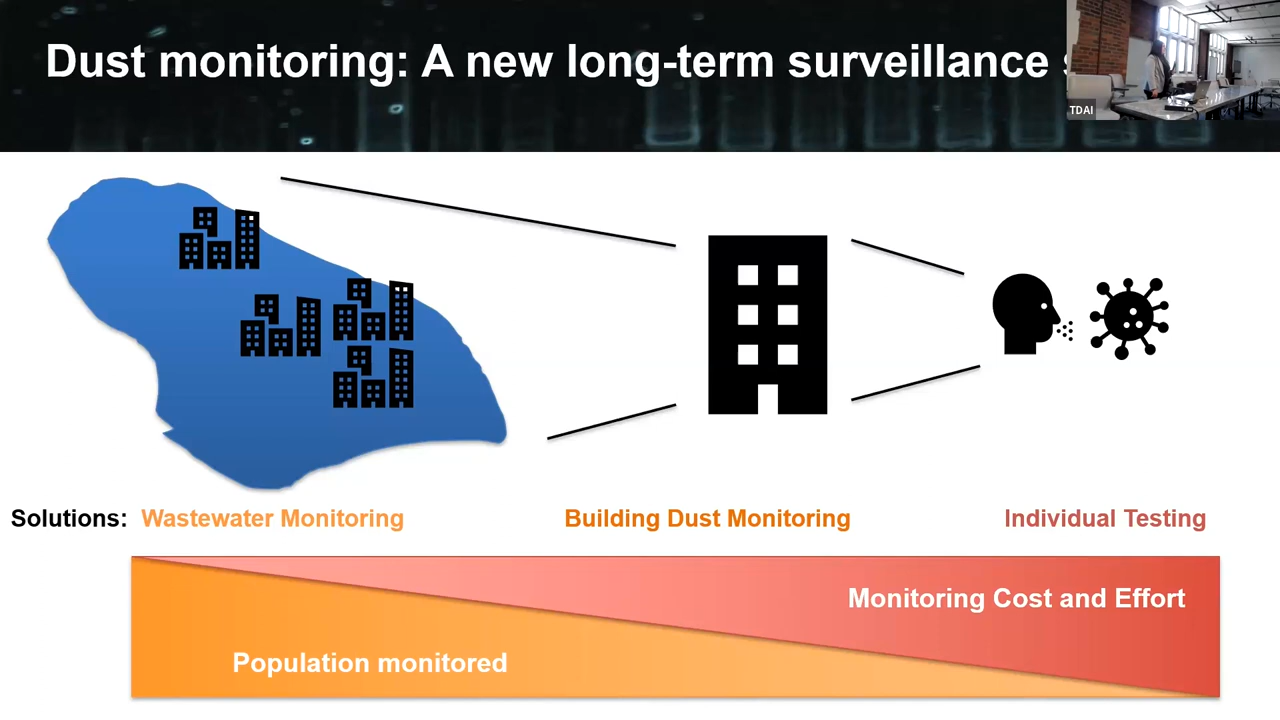 Dust monitoring: A new long-term surveillance
TDAI
Solutions: Wastewater Monitoring Building Dust Monitoring Individual Testing
Monitoring Cost and Effort
Population monitored